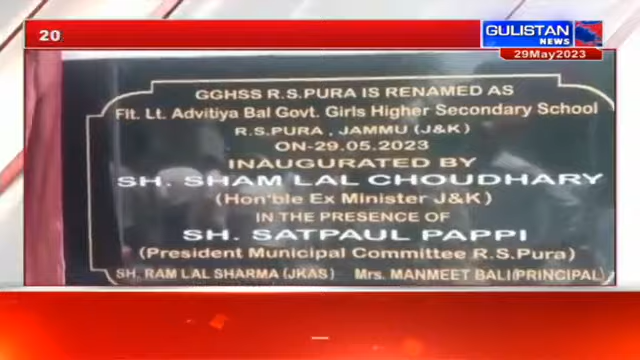 20
GULISTAN
NEWS
29May2023
GGHSS R.S.PURA IS RENAMED AS
Flt. Lt. Advitiya Bal Govt. Girls Higher Secondary School
R.S.PURA , JAMMU (J&K)
ON-29.05.2023
INAUGURATED BY
SH. SHAM LAL CHOUDHARY
(Hon'ble Ex Minister J&K)
IN THE PRESENCE OF
SH. SATPAUL PAPPI
(President Municipal Committee R.S.Pura)
SH. RAM LAL SHARMA (JKAS) Mrs. MANMEET BALI(PRINCIPAL)